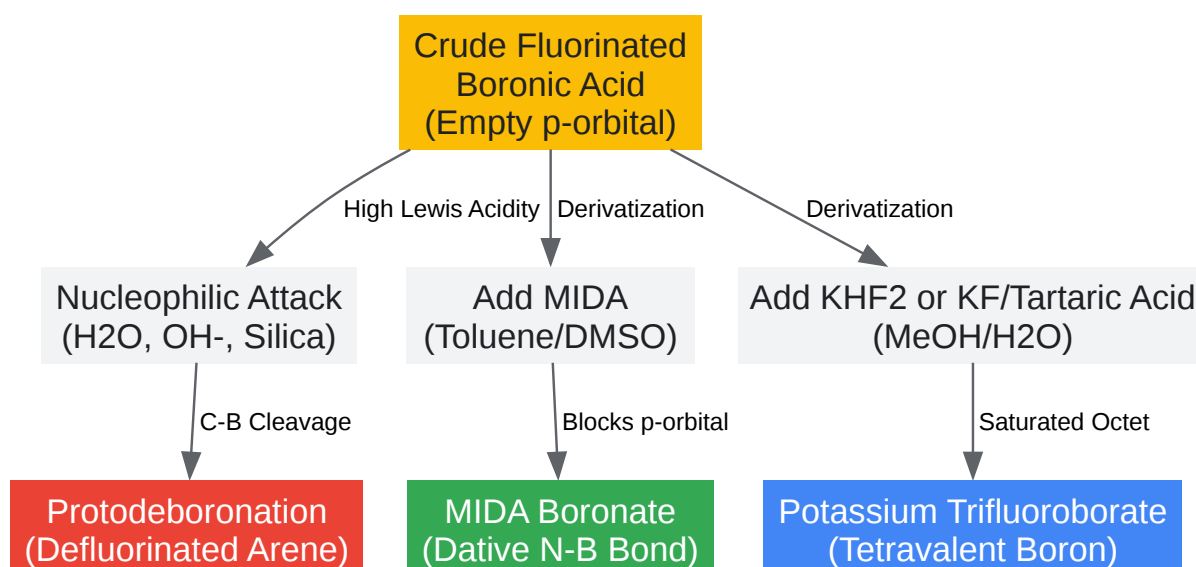 Crude Fluorinated
Boronic Acid
(Empty p-orbital)
High Lewis Acidity
Derivatization
Derivatization
Nucleophilic Attack
(H2O, OH-, Silica)
Add MIDA
(Toluene/DMSO)
Add KHF2 or KF/Tartaric Acid
(MeOH/H2O)
C-B Cleavage
Blocks p-orbital
Saturated Octet
Protodeboronation
(Defluorinated Arene)
MIDA Boronate
(Dative N-B Bond)
Potassium Trifluoroborate
(Tetravalent Boron)